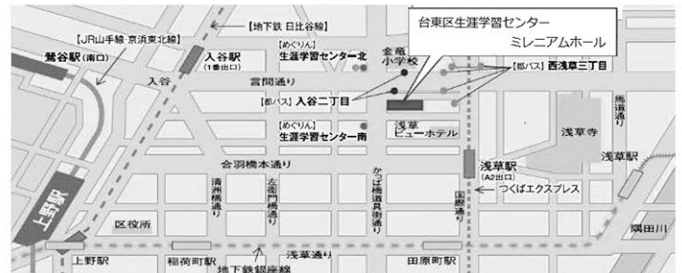 台東区生涯学習センター
ミレニアムホール
【地下鉄 日比谷線】
【JR山手線・京浜東北線】
鶯谷駅(南口)
入谷
入谷駅
(1番出口)
【めぐりん】
生涯学習センター北
金竜
小学校
【都バス】西浅草三丁目
言問通り
【都バス】入谷二丁目
馬道通り
【めぐりん】
生涯学習センター南
浅草
ビューホテル
浅草寺
浅草駅
合羽橋本通り
浅草駅
(A2出口)
つくばエクスプレス
上野駅
清洲橋通り
左衛門橋通り
かっぱ橋道具街通り
国際通り
区役所
隅田川
上野駅
稲荷町駅
地下鉄銀座線
浅草通り
田原町駅